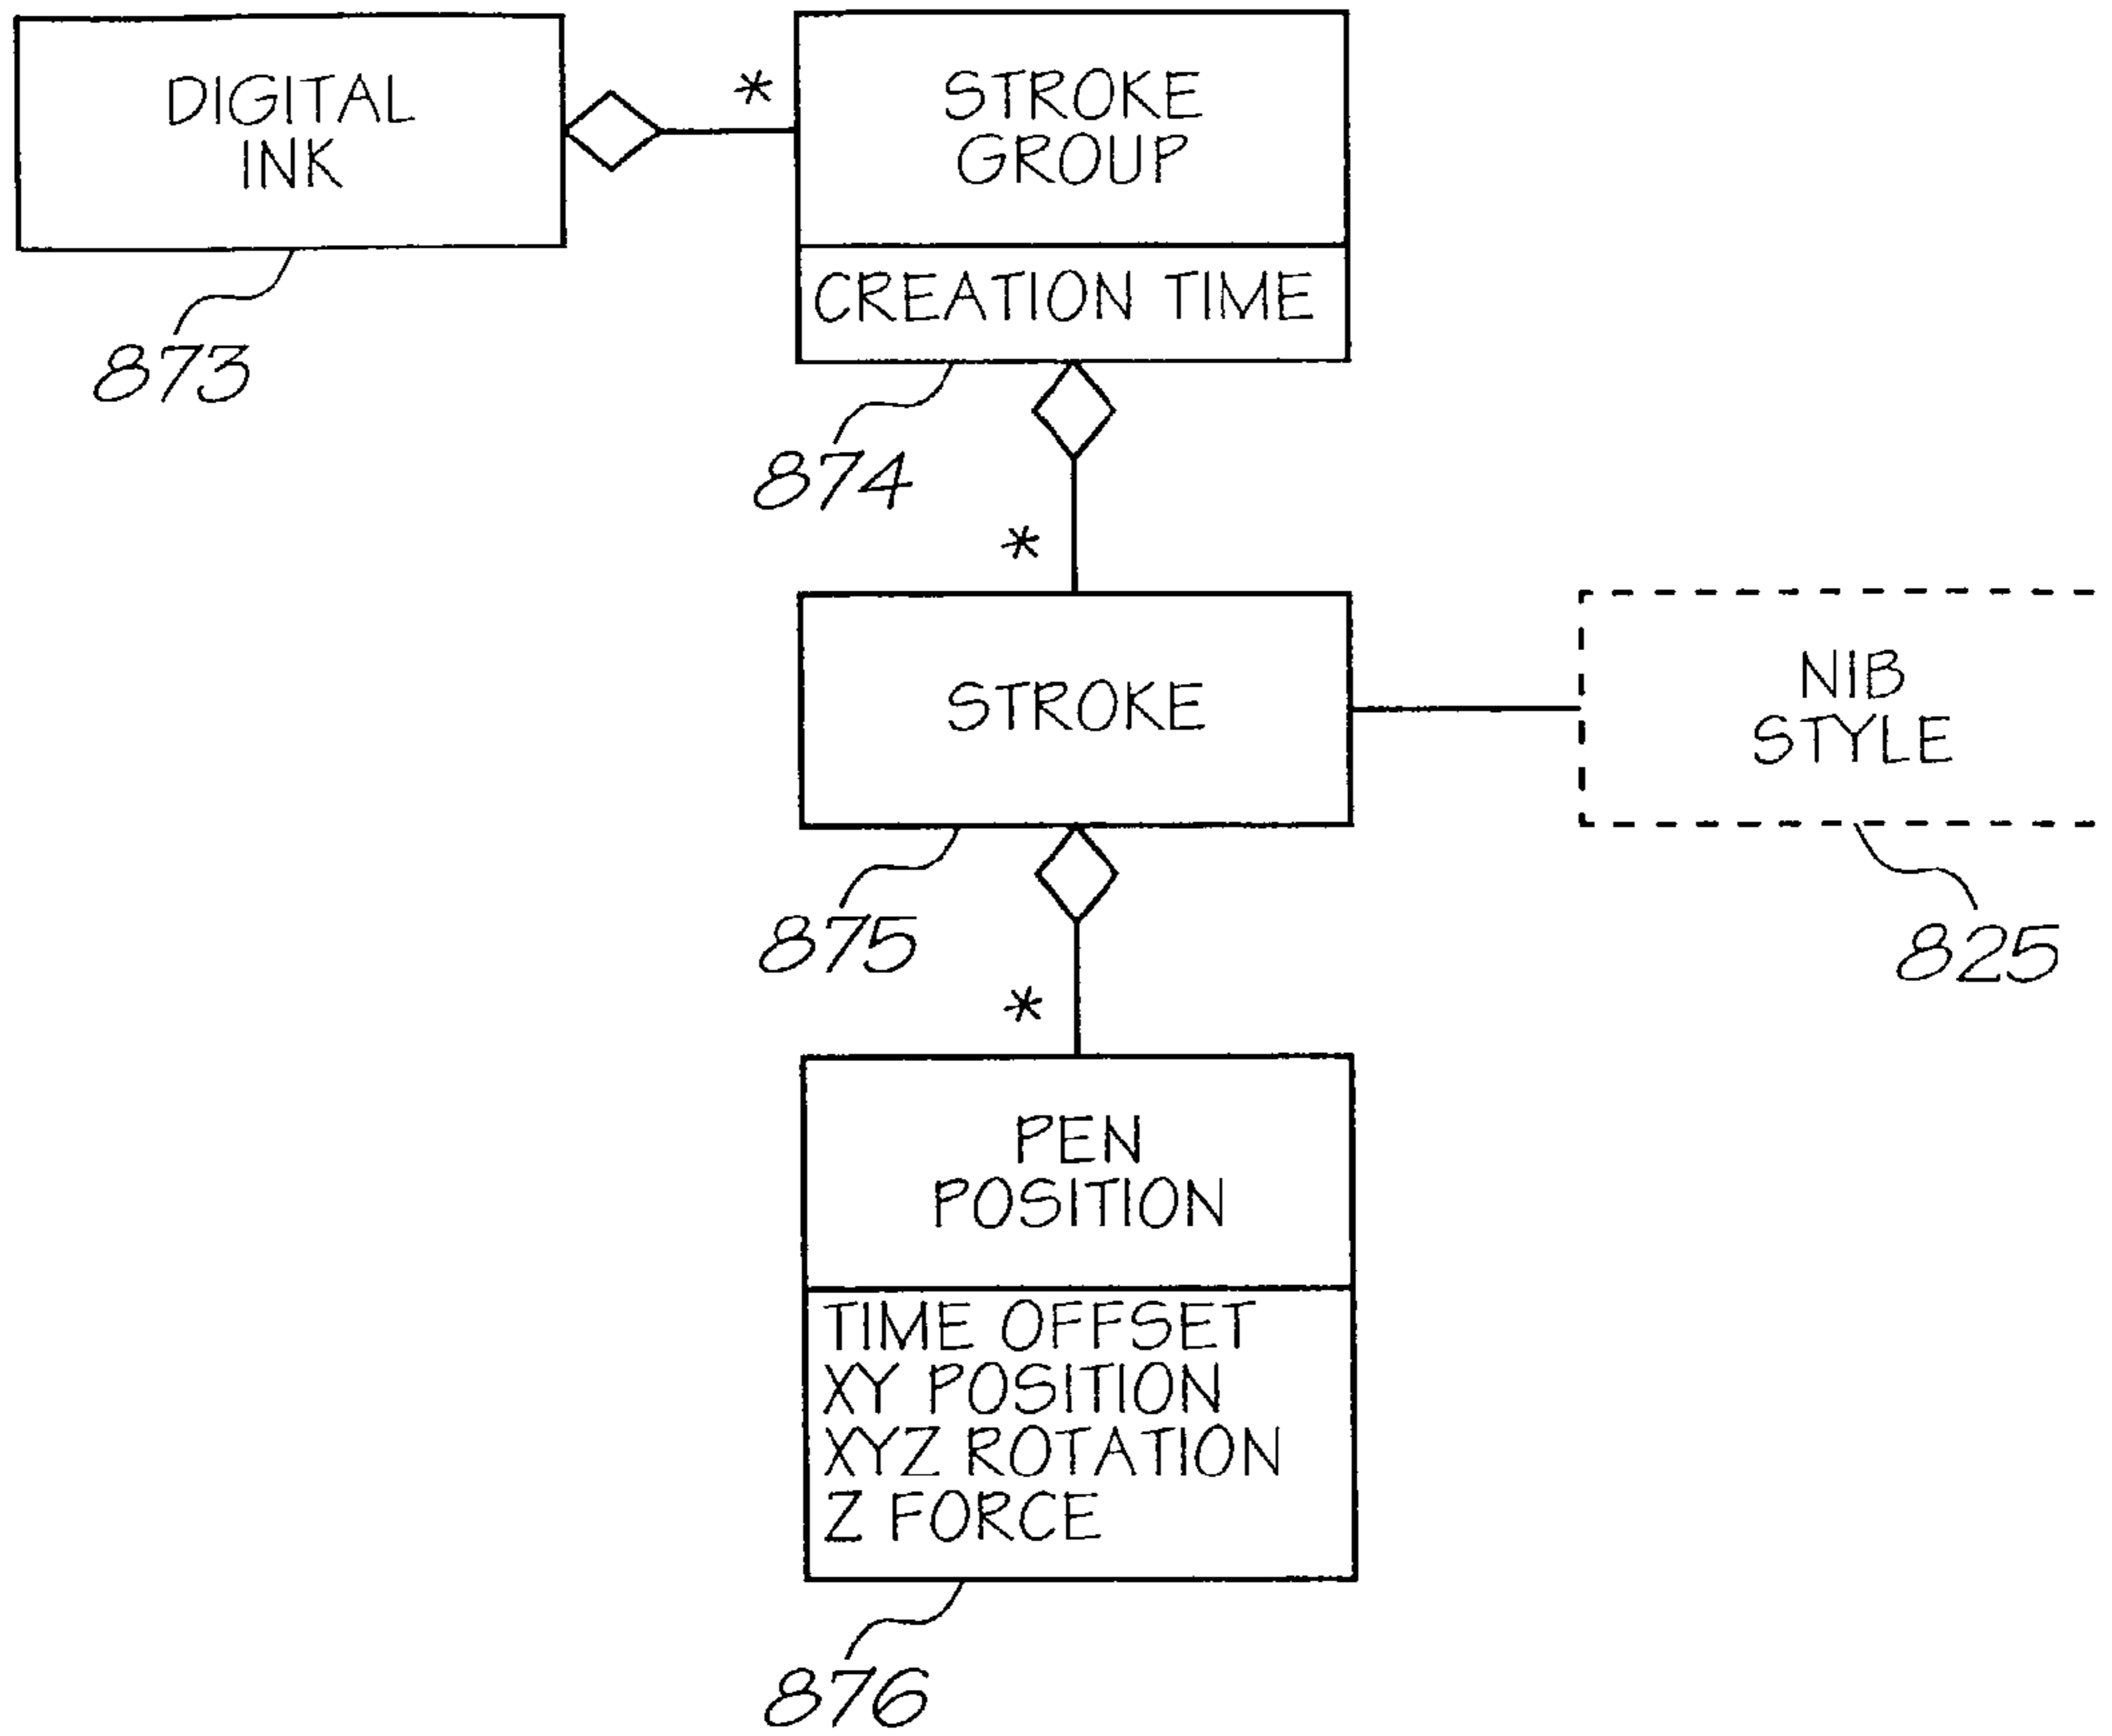 DIGITAL
INK
*
STROKE
GROUP
CREATION TIME
873
874
*
STROKE
NIB
STYLE
875
825
*
PEN
POSITION
TIME OFFSET
XY POSITION
XYZ ROTATION
Z FORCE
876